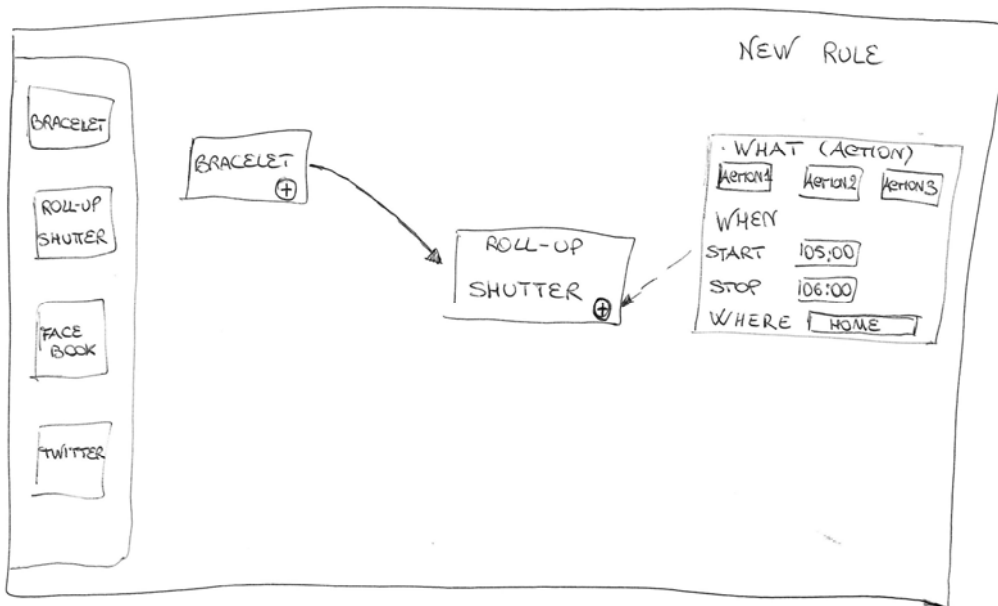 NEW RULE
BRACELET
ROLL-UP
SHUTTER
FACE
BOOK
TWITTER
BRACELET
ROLL-UP
SHUTTER
WHAT (ACTION)
ACTION1 ACTION2 ACTION3
WHEN
START 05:00
STOP 06:00
WHERE HOME